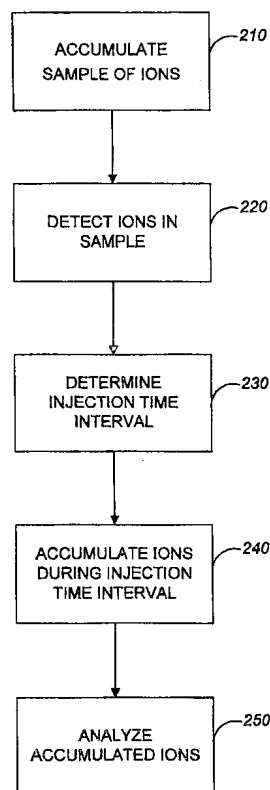 ACCUMULATE
SAMPLE OF IONS
210
DETECT IONS IN
SAMPLE
220
DETERMINE
INJECTION TIME
INTERVAL
230
ACCUMULATE IONS
DURING INJECTION
TIME INTERVAL
240
ANALYZE
ACCUMULATED IONS
250